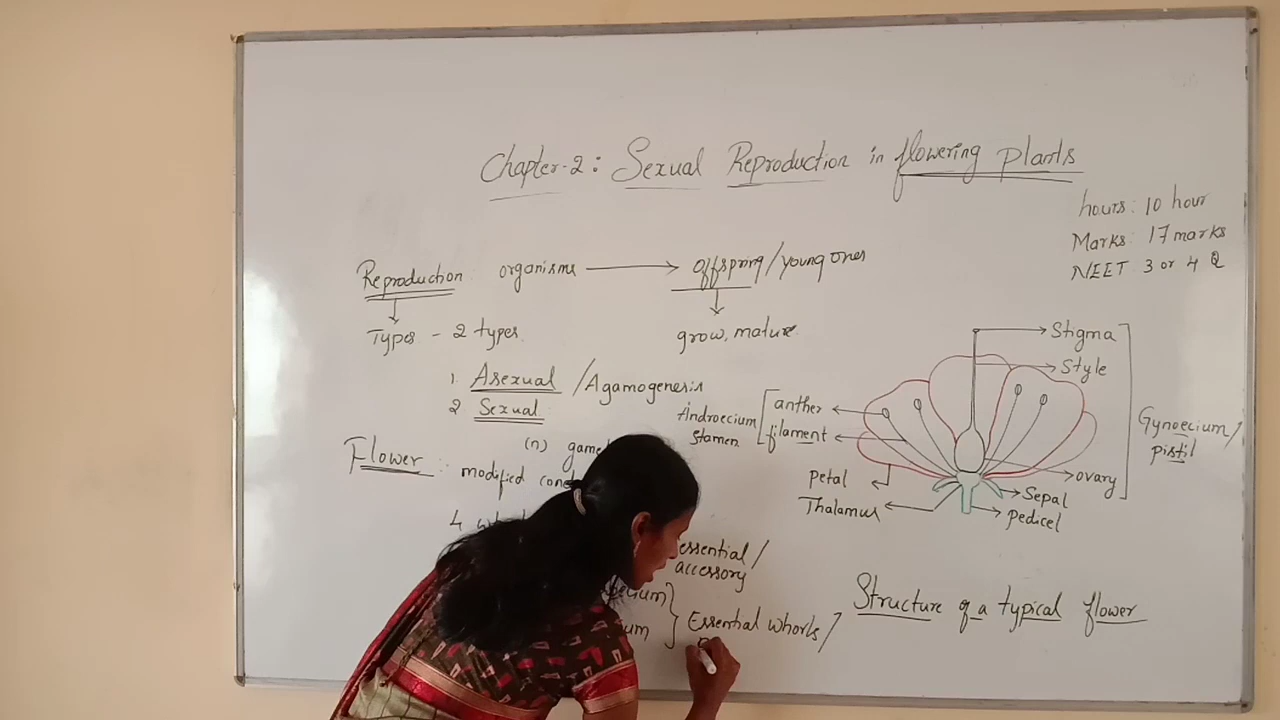 Chapter-2: Sexual Reproduction in flowering plants
hours: 10 hour
Marks: 17 marks
NEET: 3 or 4 Q
Reproduction organisms → offspring/young ones
Types - 2 types
grow, mature
1. Asexual / Agamogenesis
2 Sexual
(n)
Flower : modified
4
essential /
accessory
Essential whorls /
Stigma
Style
Gynoecium /
pistil
anther
filament
Androecium
stamen
Petal
Thalamus
ovary
Sepal
Pedicel
Structure of a typical flower